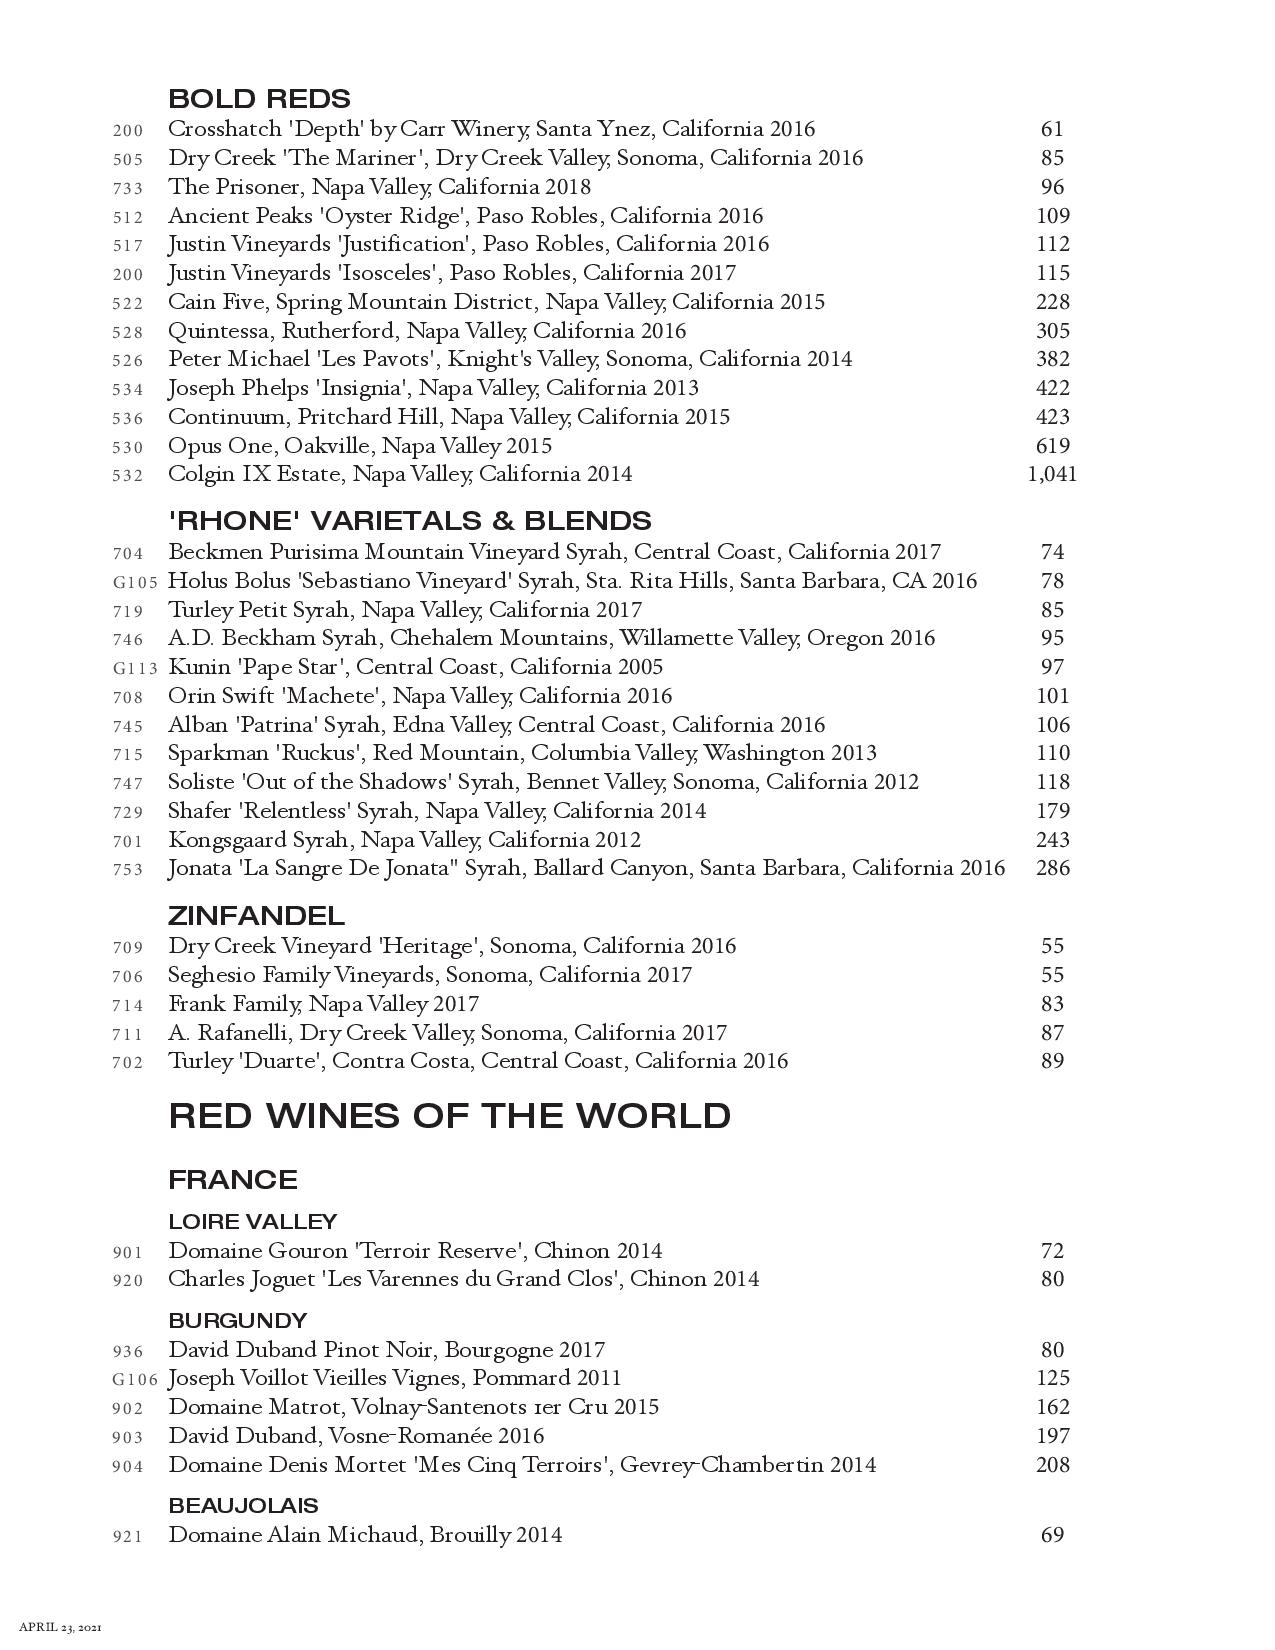 BOLD REDS
200 Crosshatch 'Depth' by Carr Winery, Santa Ynez, California 2016 61
505 Dry Creek 'The Mariner', Dry Creek Valley, Sonoma, California 2016 85
733 The Prisoner, Napa Valley, California 2018 96
512 Ancient Peaks 'Oyster Ridge', Paso Robles, California 2016 109
517 Justin Vineyards 'Justification', Paso Robles, California 2016 112
200 Justin Vineyards 'Isosceles', Paso Robles, California 2017 115
522 Cain Five, Spring Mountain District, Napa Valley, California 2015 228
528 Quintessa, Rutherford, Napa Valley, California 2016 305
526 Peter Michael 'Les Pavots', Knight's Valley, Sonoma, California 2014 382
534 Joseph Phelps 'Insignia', Napa Valley, California 2013 422
536 Continuum, Pritchard Hill, Napa Valley, California 2015 423
530 Opus One, Oakville, Napa Valley 2015 619
532 Colgin IX Estate, Napa Valley, California 2014 1,041
'RHONE' VARIETALS & BLENDS
704 Beckmen Purisima Mountain Vineyard Syrah, Central Coast, California 2017 74
G105 Holus Bolus 'Sebastiano Vineyard' Syrah, Sta. Rita Hills, Santa Barbara, CA 2016 78
719 Turley Petit Syrah, Napa Valley, California 2017 85
746 A.D. Beckham Syrah, Chehalem Mountains, Willamette Valley, Oregon 2016 95
G113 Kunin 'Pape Star', Central Coast, California 2005 97
708 Orin Swift 'Machete', Napa Valley, California 2016 101
745 Alban 'Patrina' Syrah, Edna Valley, Central Coast, California 2016 106
715 Sparkman 'Ruckus', Red Mountain, Columbia Valley, Washington 2013 110
747 Soliste 'Out of the Shadows' Syrah, Bennet Valley, Sonoma, California 2012 118
729 Shafer 'Relentless' Syrah, Napa Valley, California 2014 179
701 Kongsgaard Syrah, Napa Valley, California 2012 243
753 Jonata 'La Sangre De Jonata" Syrah, Ballard Canyon, Santa Barbara, California 2016 286
ZINFANDEL
709 Dry Creek Vineyard 'Heritage', Sonoma, California 2016 55
706 Seghesio Family Vineyards, Sonoma, California 2017 55
714 Frank Family, Napa Valley 2017 83
711 A. Rafanelli, Dry Creek Valley, Sonoma, California 2017 87
702 Turley 'Duarte', Contra Costa, Central Coast, California 2016 89
RED WINES OF THE WORLD
FRANCE
LOIRE VALLEY
901 Domaine Gouron 'Terroir Reserve', Chinon 2014 72
920 Charles Joguet 'Les Varennes du Grand Clos', Chinon 2014 80
BURGUNDY
936 David Duband Pinot Noir, Bourgogne 2017 80
G106 Joseph Voillot Vieilles Vignes, Pommard 2011 125
902 Domaine Matrot, Volnay-Santenots 1er Cru 2015 162
903 David Duband, Vosne-Romanée 2016 197
904 Domaine Denis Mortet 'Mes Cinq Terroirs', Gevrey-Chambertin 2014 208
BEAUJOLAIS
921 Domaine Alain Michaud, Brouilly 2014 69
APRIL 23, 2021